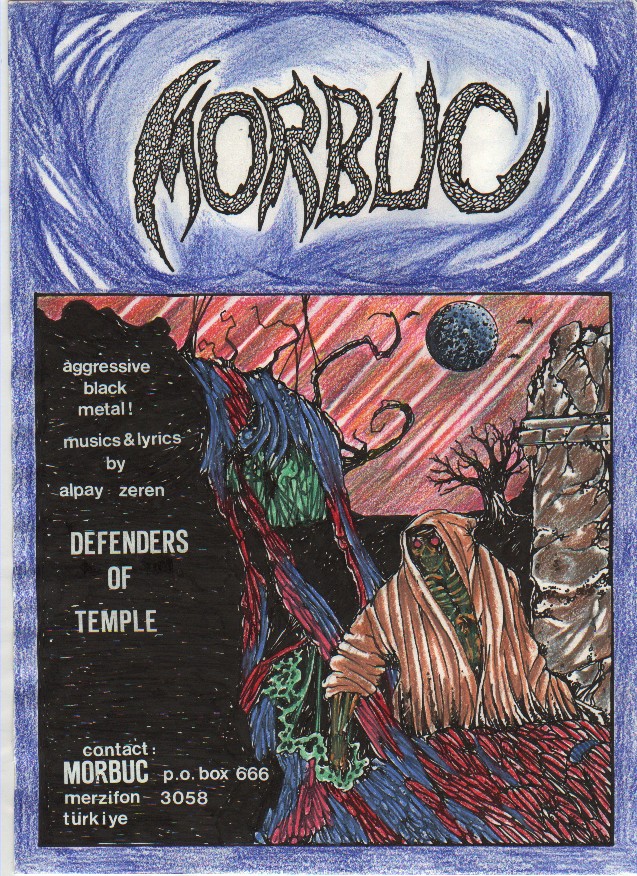 MORBUC
aggressive
black
metal!
musics & lyrics
by
alpay zeren
DEFENDERS
OF
TEMPLE
contact:
MORBUC p.o. box 666
merzifon 3058
türkiye